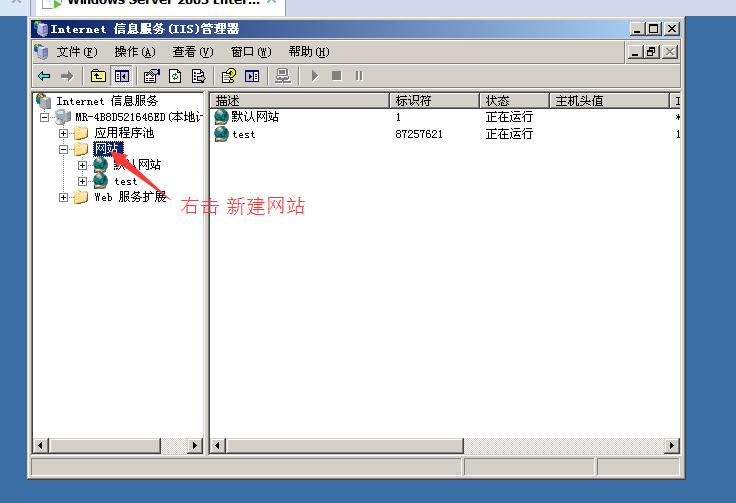 Windows Server 2003 Enter...
Internet 信息服务(IIS)管理器
文件(F) 操作(A) 查看(V) 窗口(W) 帮助(H)
Internet 信息服务
MR-4B8D521646ED(本地计
应用程序池
网站
默认网站
test
Web 服务扩展
描述 标识符 状态 主机头值 I
默认网站 1 正在运行 *
test 87257621 正在运行 1
右击 新建网站